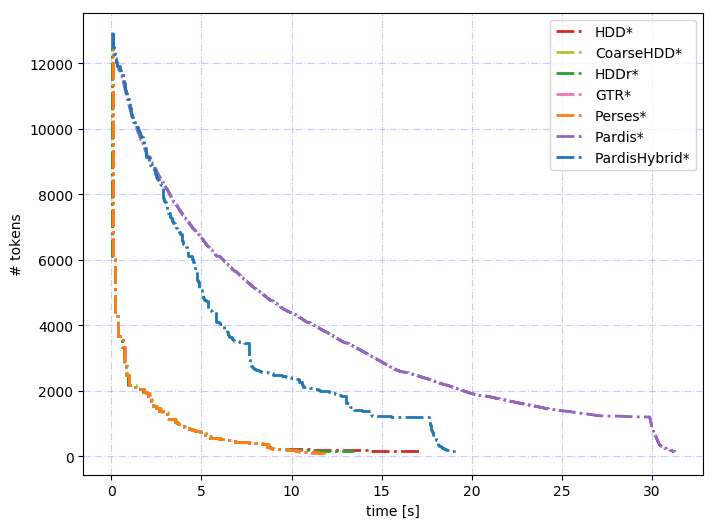 HDD*
CoarseHDD*
HDDr*
GTR*
Perses*
Pardis*
PardisHybrid*
# tokens
12000
10000
8000
6000
4000
2000
0
0 5 10 15 20 25 30
time [s]